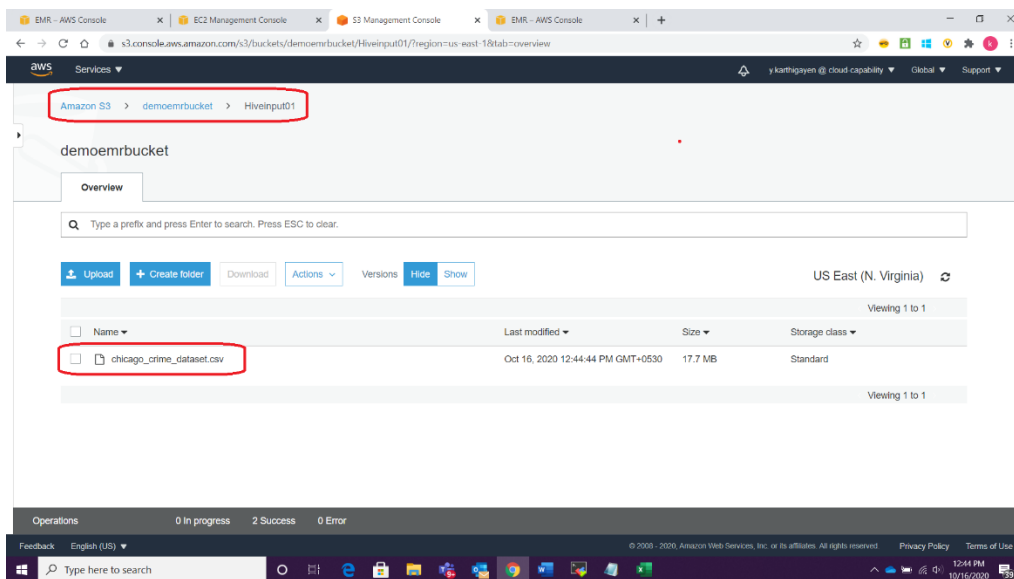 EMR – AWS Console
EC2 Management Console
S3 Management Console
EMR – AWS Console
s3.console.aws.amazon.com/s3/buckets/demoemrbucket/Hiveinput01/?region=us-east-1&tab=overview
k
aws Services y.karthigayen @ cloud-capability Global Support
Amazon S3 > demoemrbucket > Hiveinput01
demoemrbucket
Overview
Type a prefix and press Enter to search. Press ESC to clear.
Upload + Create folder Download Actions Versions Hide Show US East (N. Virginia)
Viewing 1 to 1
Name Last modified Size Storage class
chicago_crime_dataset.csv Oct 16, 2020 12:44:44 PM GMT+0530 17.7 MB Standard
Viewing 1 to 1
Operations 0 In progress 2 Success 0 Error
Feedback English (US) © 2008 - 2020, Amazon Web Services, Inc. or its affiliates. All rights reserved. Privacy Policy Terms of Use
Type here to search 12:44 PM
10/16/2020